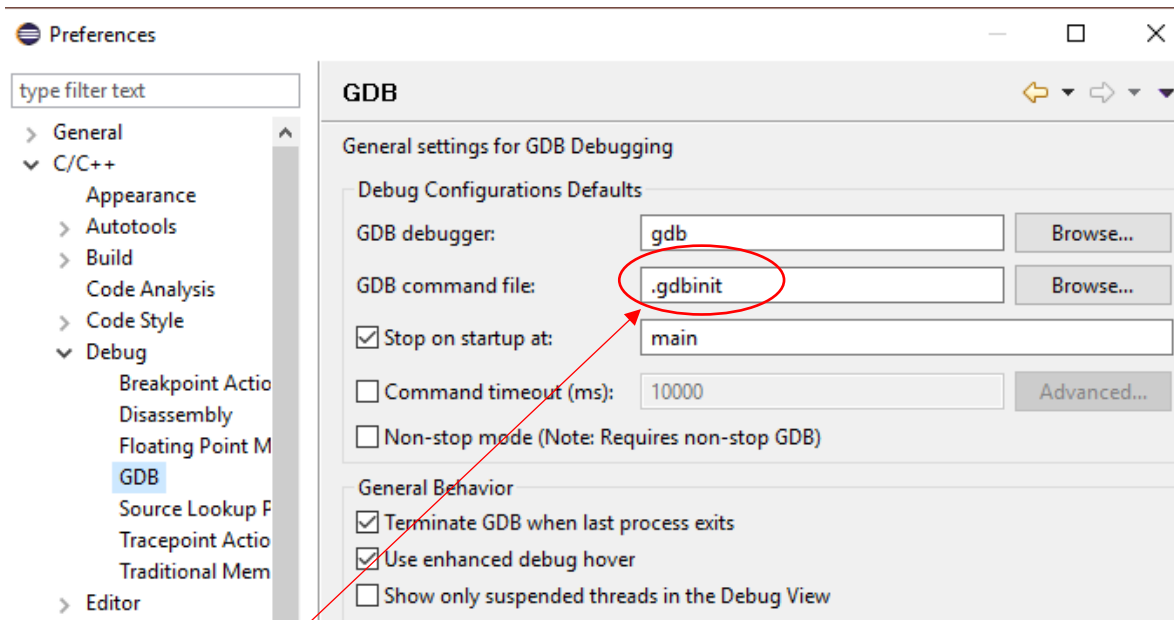 Preferences
type filter text
General
C/C++
Appearance
Autotools
Build
Code Analysis
Code Style
Debug
Breakpoint Actio
Disassembly
Floating Point M
GDB
Source Lookup P
Tracepoint Actio
Traditional Mem
Editor
GDB
General settings for GDB Debugging
Debug Configurations Defaults
GDB debugger: gdb Browse...
GDB command file: .gdbinit Browse...
Stop on startup at: main
Command timeout (ms): 10000 Advanced...
Non-stop mode (Note: Requires non-stop GDB)
General Behavior
Terminate GDB when last process exits
Use enhanced debug hover
Show only suspended threads in the Debug View